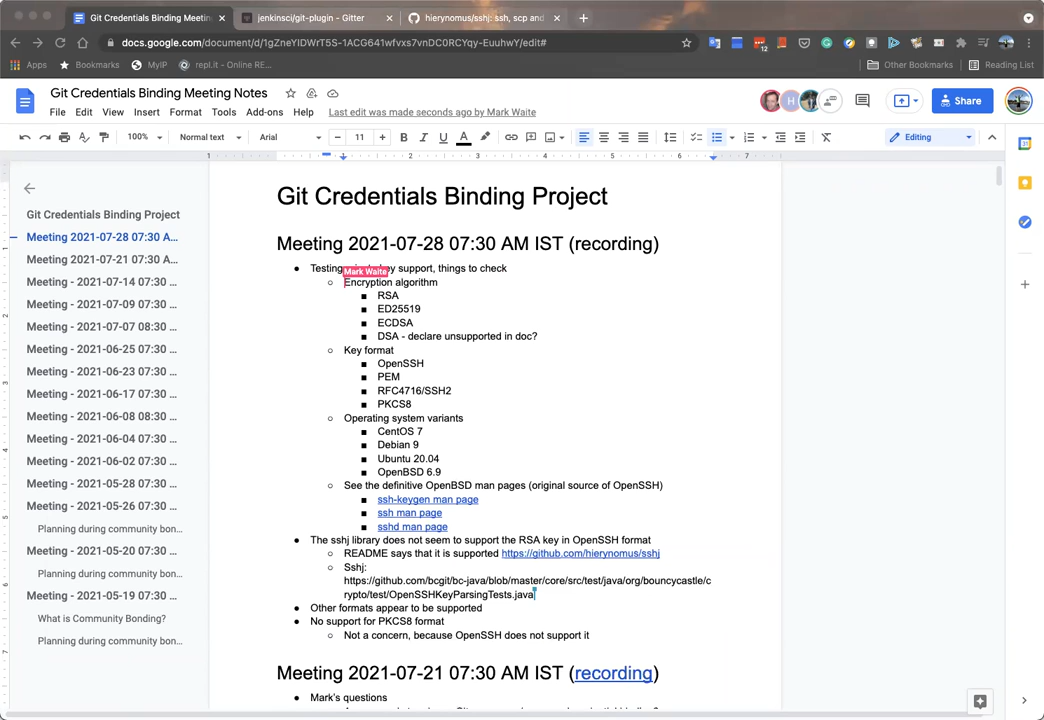 Git Credentials Binding Meetin
jenkinsci/git-plugin - Gitter
hierynomus/sshj: ssh, scp and
docs.google.com/document/d/1gZneYIDWrT5S-1ACG641wfvxs7vnDC0RCYqy-EuuhwY/edit#
12
Apps
Bookmarks
MyIP
repl.it - Online RE...
Other Bookmarks
Reading List
Git Credentials Binding Meeting Notes
File Edit View Insert Format Tools Add-ons Help
Last edit was made seconds ago by Mark Waite
H
Share
100%
Normal text
Arial
11
B I U A
Editing
1 1 2 3 4 5 6 7
Git Credentials Binding Project
Meeting 2021-07-28 07:30 A...
Meeting 2021-07-21 07:30 AM...
Meeting - 2021-07-14 07:30 ...
Meeting - 2021-07-09 07:30 ...
Meeting - 2021-07-07 08:30 ...
Meeting - 2021-06-25 07:30 ...
Meeting - 2021-06-23 07:30 ...
Meeting - 2021-06-17 07:30 ...
Meeting - 2021-06-08 08:30 ...
Meeting - 2021-06-04 07:30 ...
Meeting - 2021-06-02 07:30 ...
Meeting - 2021-05-28 07:30 ...
Meeting - 2021-05-26 07:30 ...
Planning during community bon...
Meeting - 2021-05-20 07:30 ...
Planning during community bon...
Meeting - 2021-05-19 07:30 ...
What is Community Bonding?
Planning during community bon...
Git Credentials Binding Project
Meeting 2021-07-28 07:30 AM IST (recording)
Testing support, things to check
Mark Waite
Encryption algorithm
RSA
ED25519
ECDSA
DSA - declare unsupported in doc?
Key format
OpenSSH
PEM
RFC4716/SSH2
PKCS8
Operating system variants
CentOS 7
Debian 9
Ubuntu 20.04
OpenBSD 6.9
See the definitive OpenBSD man pages (original source of OpenSSH)
ssh-keygen man page
ssh man page
sshd man page
The sshj library does not seem to support the RSA key in OpenSSH format
README says that it is supported https://github.com/hierynomus/sshj
Sshj:
https://github.com/bcgit/bc-java/blob/master/core/src/test/java/org/bouncycastle/c
rypto/test/OpenSSHKeyParsingTests.java
Other formats appear to be supported
No support for PKCS8 format
Not a concern, because OpenSSH does not support it
Meeting 2021-07-21 07:30 AM IST (recording)
Mark's questions